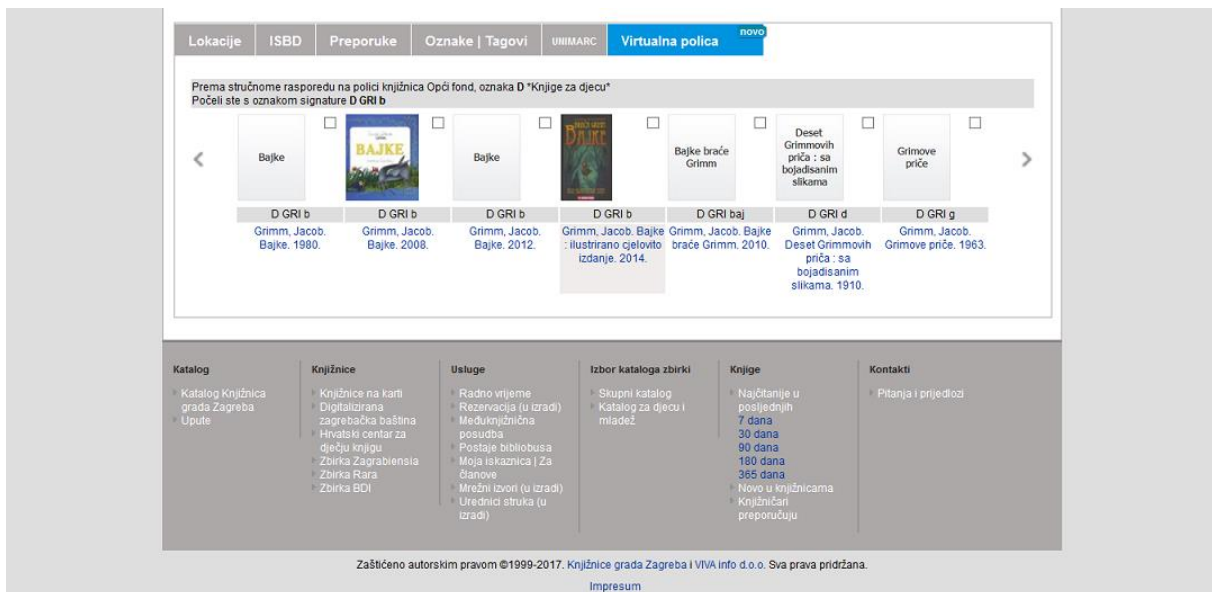 Lokacije ISBD Preporuke Oznake | Tagovi UNIMARC Virtualna polica novo
Prema stručnome rasporedu na polici knjižnica Opći fond, oznaka D *Knjige za djecu*
Počeli ste s oznakom signature D GRI b
Bajke
BAJKE
Bajke
BAJKE
Bajke braće
Grimm
Deset
Grimmovih
priča : sa
bojadisanim
slikama
Grimove
priče
D GRI b D GRI b D GRI b D GRI b D GRI baj D GRI d D GRI g
Grimm, Jacob.
Bajke. 1980.
Grimm, Jacob.
Bajke. 2008.
Grimm, Jacob.
Bajke. 2012.
Grimm, Jacob. Bajke
: ilustrirano cjelovito
izdanje. 2014.
Grimm, Jacob. Bajke
braće Grimm. 2010.
Grimm, Jacob.
Deset Grimmovih
priča : sa
bojadisanim
slikama. 1910.
Grimm, Jacob.
Grimove priče. 1963.
Katalog
Katalog Knjižnica
grada Zagreba
Upute
Knjižnice
Knjižnice na karti
Digitalizirana
zagrebačka baština
Hrvatski centar za
dječju knjigu
Zbirka Zagrabiensia
Zbirka Rara
Zbirka BDI
Usluge
Radno vrijeme
Rezervacija (u izradi)
Međuknjižnična
posudba
Postaje bibliobusa
Moja iskaznica | Za
članove
Mrežni izvori (u izradi)
Urednici struka (u
izradi)
Izbor kataloga zbirki
Skupni katalog
Katalog za djecu i
mladež
Knjige
Najčitanije u
posljednjih
7 dana
30 dana
90 dana
180 dana
365 dana
Novo u knjižnicama
Knjižničari
preporučuju
Kontakti
Pitanja i prijedlozi
Zaštićeno autorskim pravom ©1999-2017. Knjižnice grada Zagreba i VIVA info d.o.o. Sva prava pridržana.
Impresum